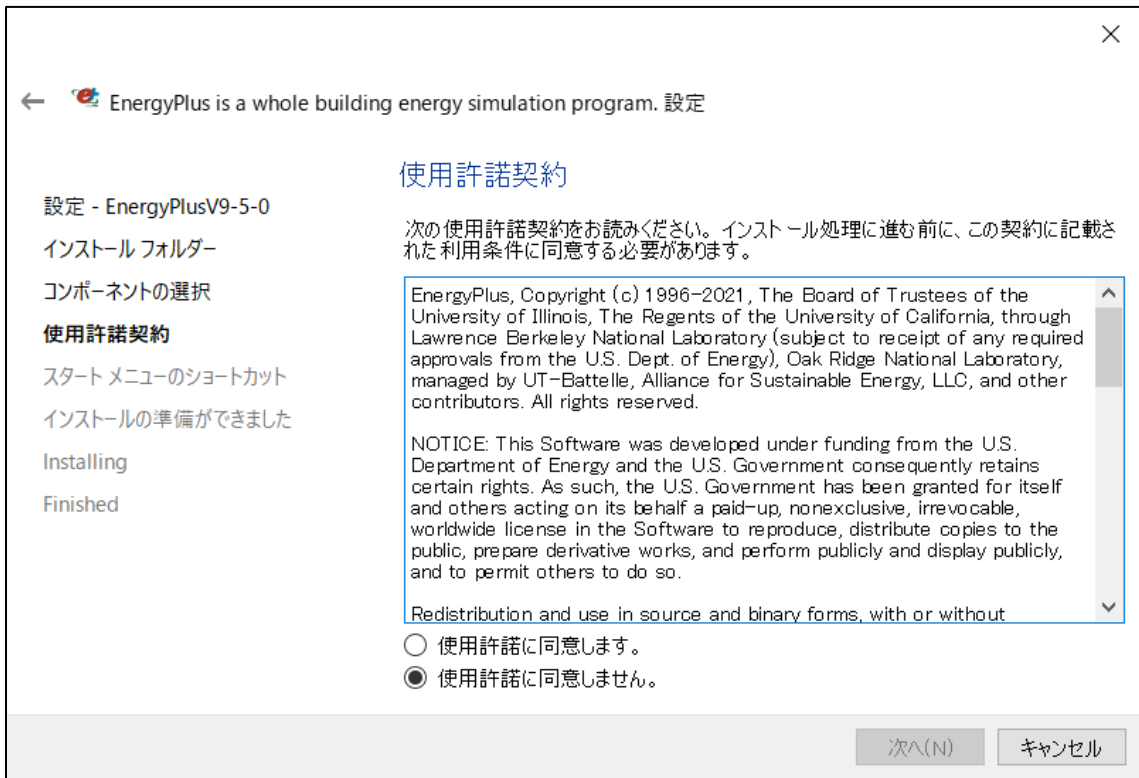 EnergyPlus is a whole building energy simulation program. 設定
設定 - EnergyPlusV9-5-0
インストール フォルダー
コンポーネントの選択
使用許諾契約
スタート メニューのショートカット
インストールの準備ができました
Installing
Finished
使用許諾契約
次の使用許諾契約をお読みください。インストール処理に進む前に、この契約に記載さ
れた利用条件に同意する必要があります。
EnergyPlus, Copyright (c) 1996-2021, The Board of Trustees of the
University of Illinois, The Regents of the University of California, through
Lawrence Berkeley National Laboratory (subject to receipt of any required
approvals from the U.S. Dept. of Energy), Oak Ridge National Laboratory,
managed by UT-Battelle, Alliance for Sustainable Energy, LLC, and other
contributors. All rights reserved.
NOTICE: This Software was developed under funding from the U.S.
Department of Energy and the U.S. Government consequently retains
certain rights. As such, the U.S. Government has been granted for itself
and others acting on its behalf a paid-up, nonexclusive, irrevocable,
worldwide license in the Software to reproduce, distribute copies to the
public, prepare derivative works, and perform publicly and display publicly,
and to permit others to do so.
Redistribution and use in source and binary forms, with or without
使用許諾に同意します。
使用許諾に同意しません。
次へ(N)
キャンセル